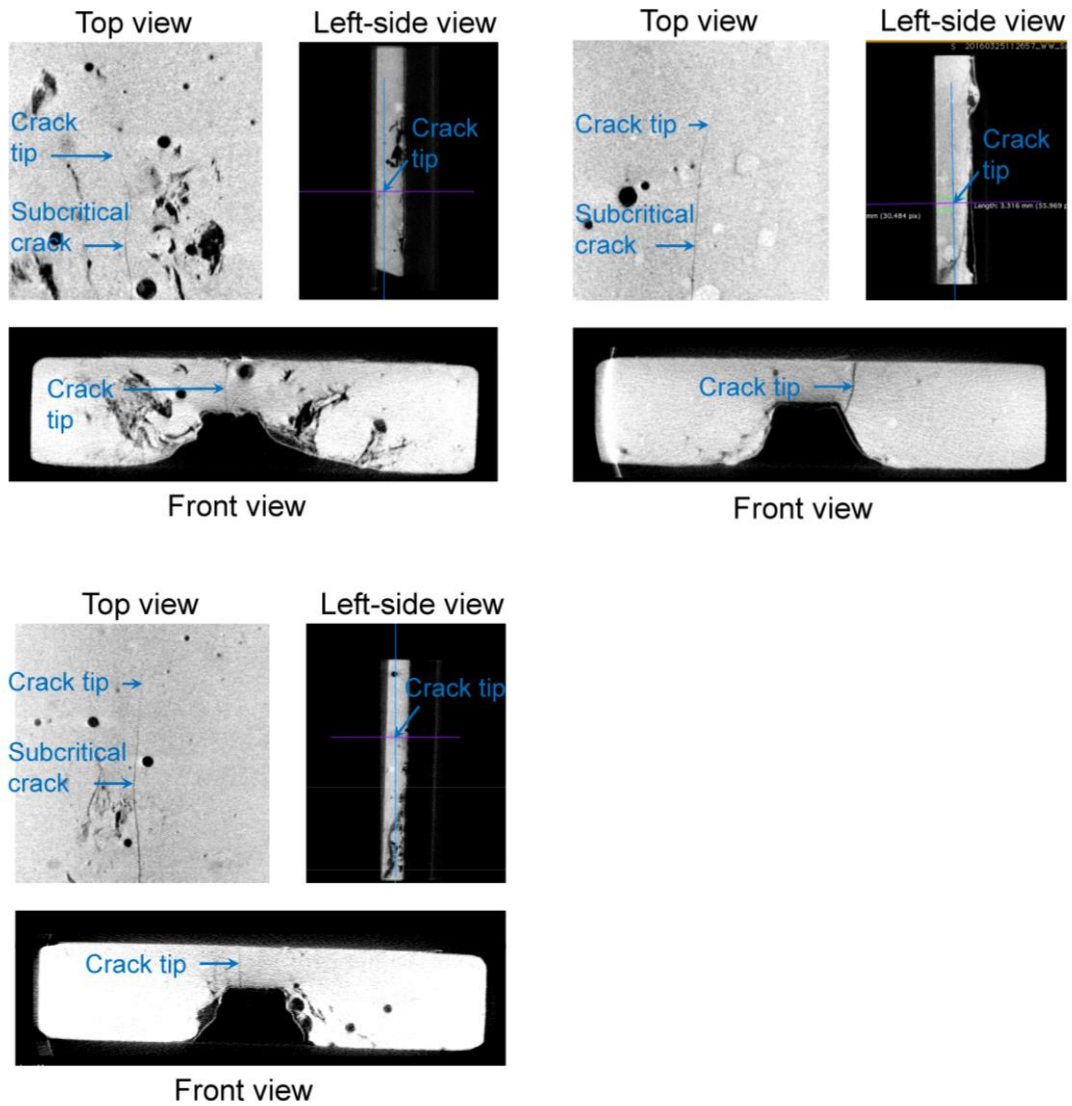 Top view
Left-side view
Crack
tip
Subcritical
crack
Crack
tip
Crack
tip
Front view
Top view
Left-side view
Crack tip
Subcritical
crack
S 20160325112657_WW_S
Crack
tip
Length: 3.316 mm (55.969 p
mm (30.484 pix)
Crack tip
Front view
Top view
Left-side view
Crack tip
Subcritical
crack
Crack tip
Crack tip
Front view